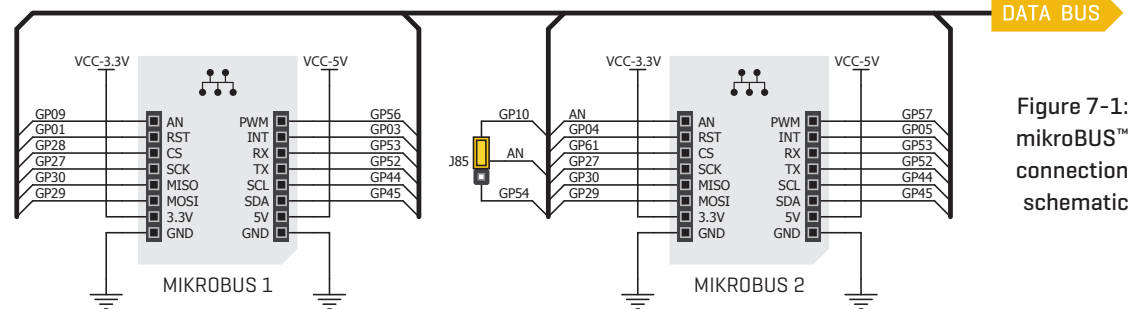 DATA BUS
VCC-3.3V
VCC-5V
GP09
GP01
GP28
GP27
GP30
GP29
AN
RST
CS
SCK
MISO
MOSI
3.3V
GND
PWM
INT
RX
TX
SCL
SDA
5V
GND
GP56
GP03
GP53
GP52
GP44
GP45
MIKROBUS 1
J85
GP10
AN
GP54
VCC-3.3V
VCC-5V
AN
GP04
GP61
GP27
GP30
GP29
AN
RST
CS
SCK
MISO
MOSI
3.3V
GND
PWM
INT
RX
TX
SCL
SDA
5V
GND
GP57
GP05
GP53
GP52
GP44
GP45
MIKROBUS 2
Figure 7-1:
mikroBUS™
connection
schematic